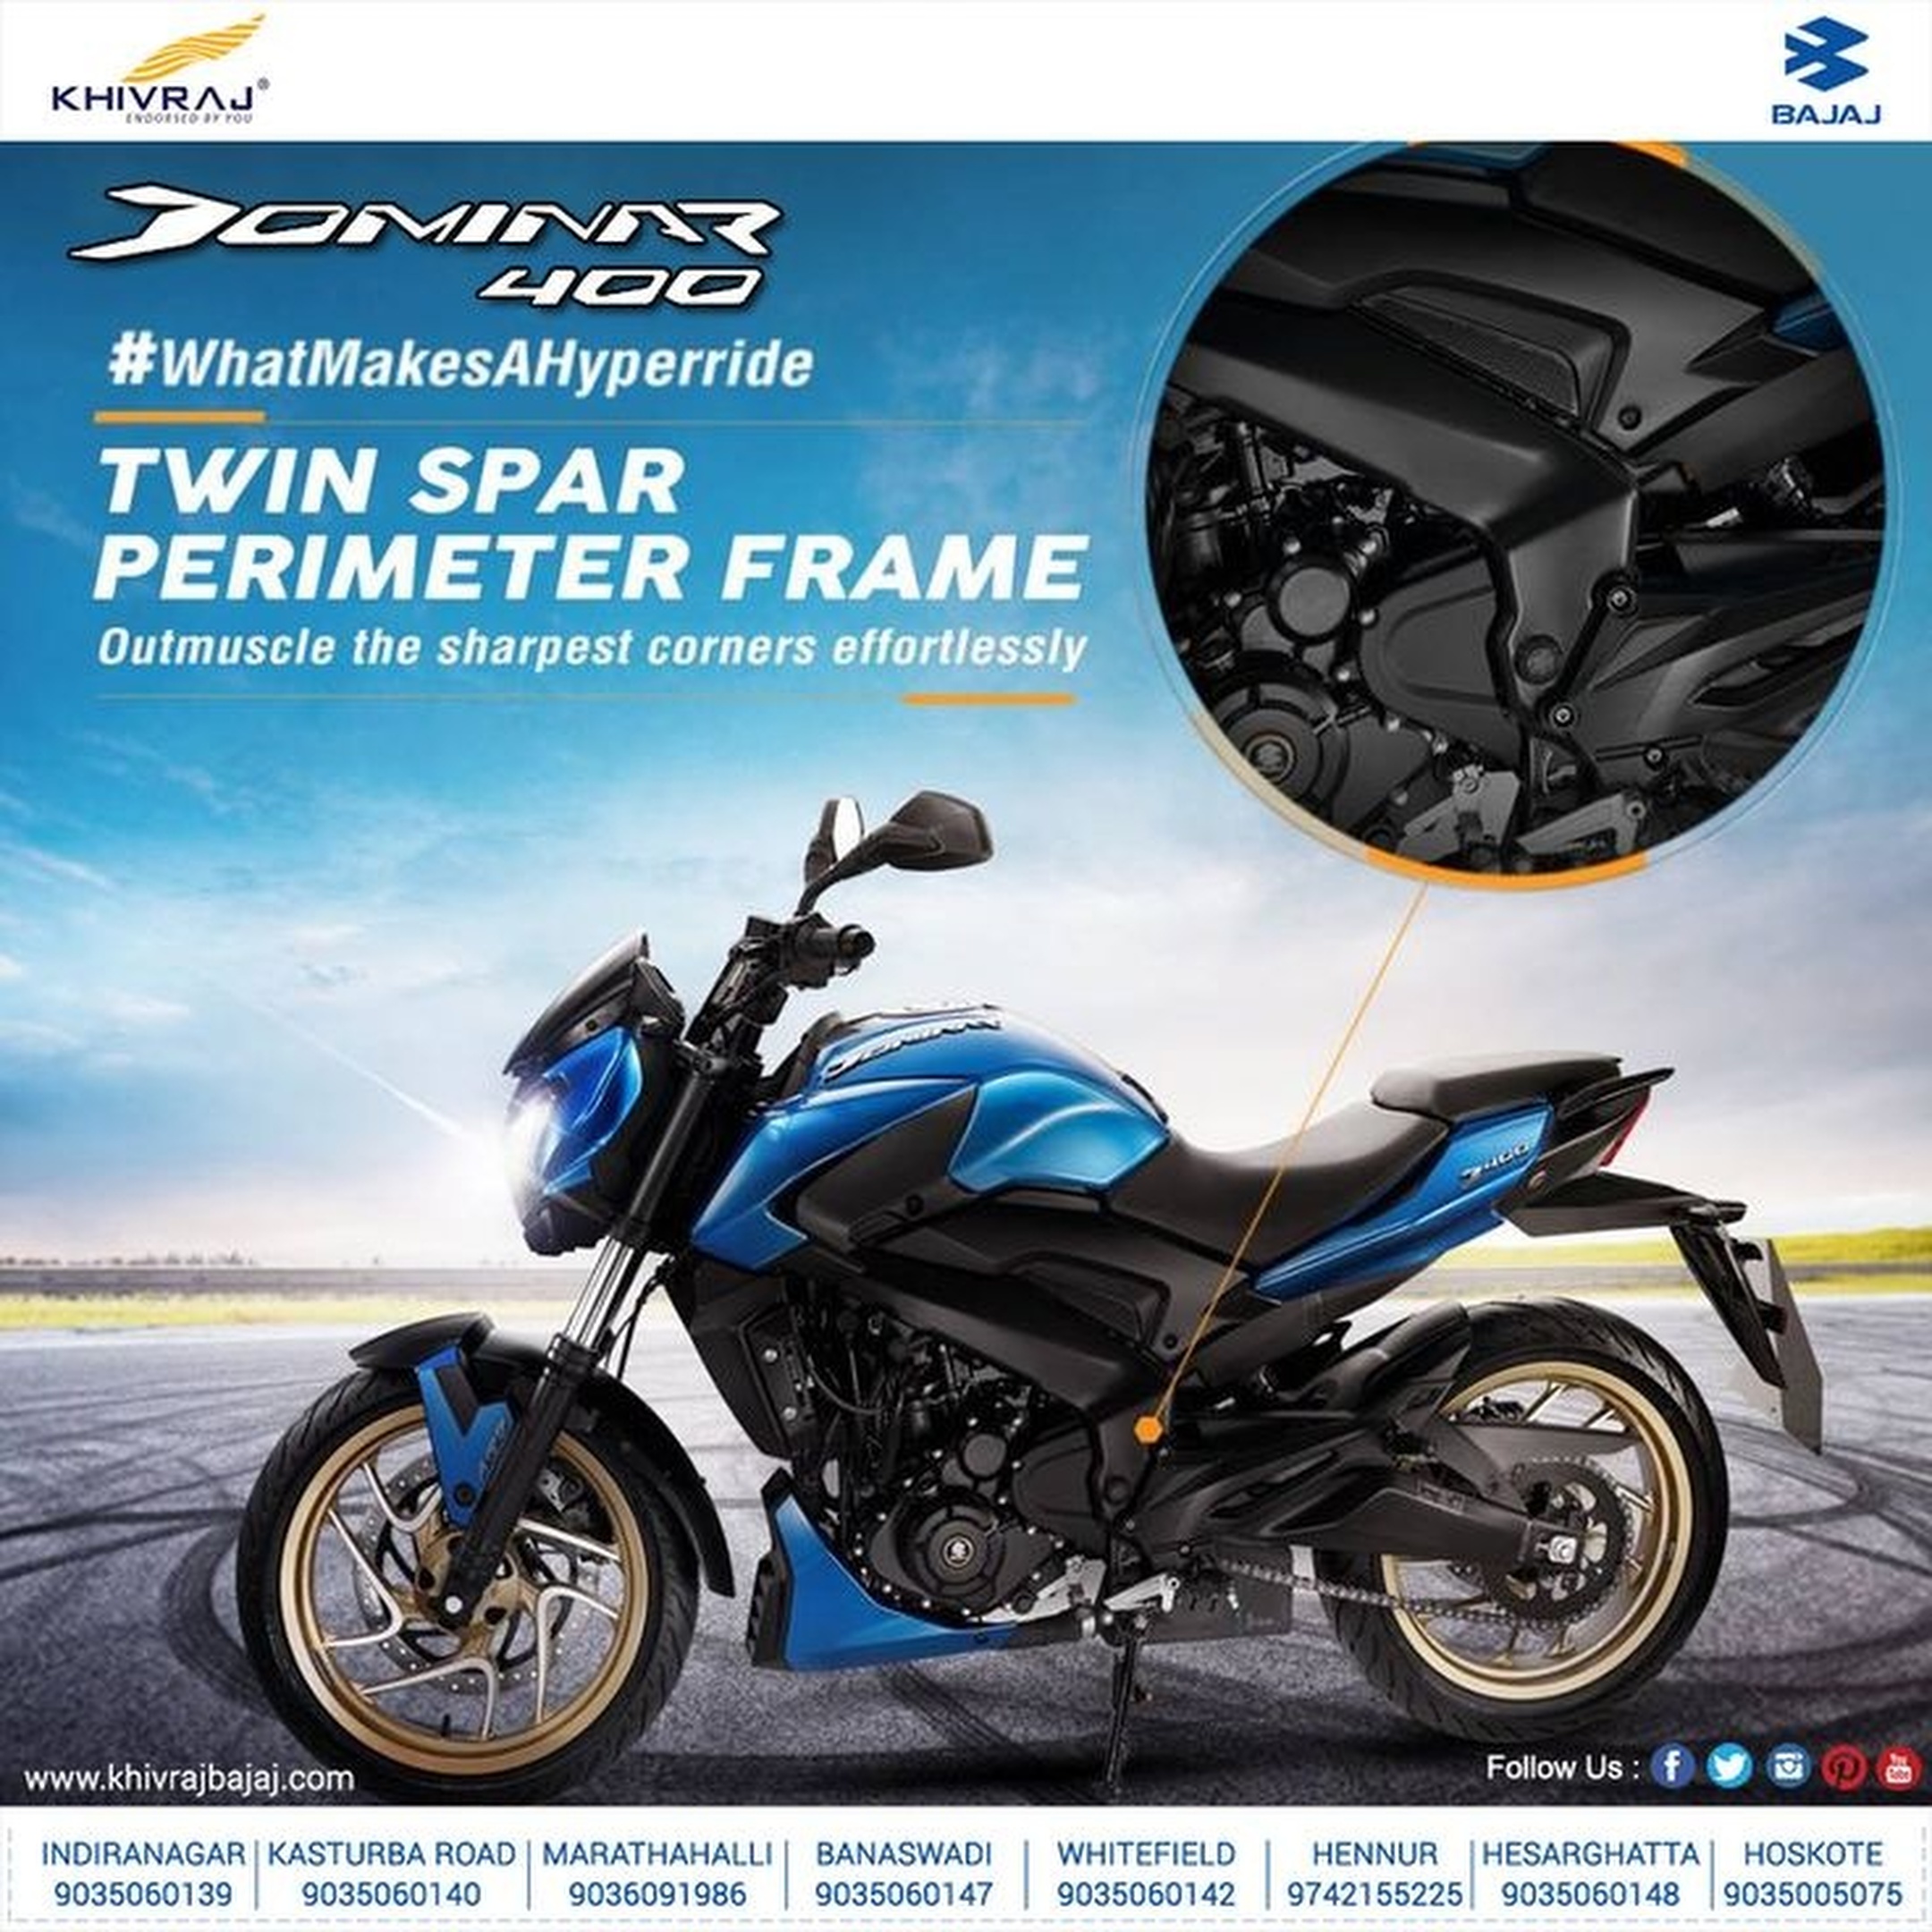 KHIVRAJ®
ENDORSED BY YOU
BAJAJ
DOMINAR
400
#WhatMakesAHyperride
TWIN SPAR
PERIMETER FRAME
Outmuscle the sharpest corners effortlessly
DOMINAR
D400
www.khivrajbajaj.com
Follow Us :
You
Tube
INDIRANAGAR
9035060139
KASTURBA ROAD
9035060140
MARATHAHALLI
9036091986
BANASWADI
9035060147
WHITEFIELD
9035060142
HENNUR
9742155225
HESARGHATTA
9035060148
HOSKOTE
9035005075